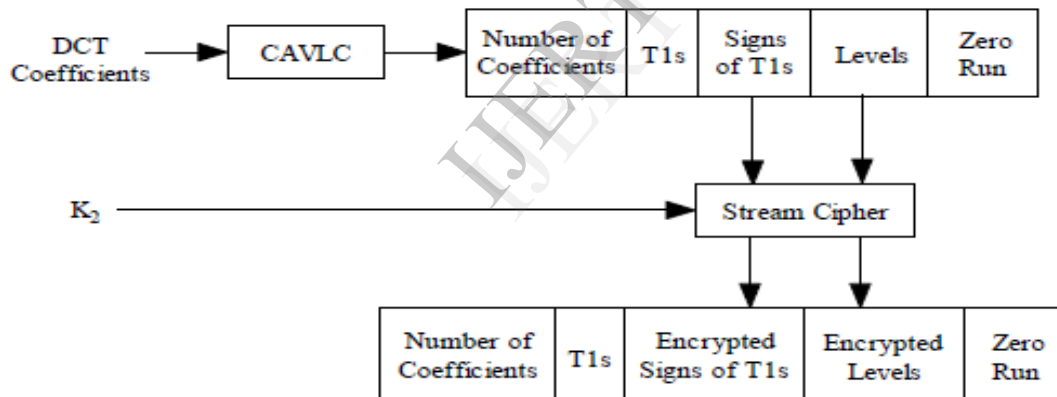 DCT
Coefficients
CAVLC
Number of
Coefficients
T1s
Signs
of T1s
Levels
Zero
Run
IJERT
K₂
Stream Cipher
Number of
Coefficients
T1s
Encrypted
Signs of T1s
Encrypted
Levels
Zero
Run